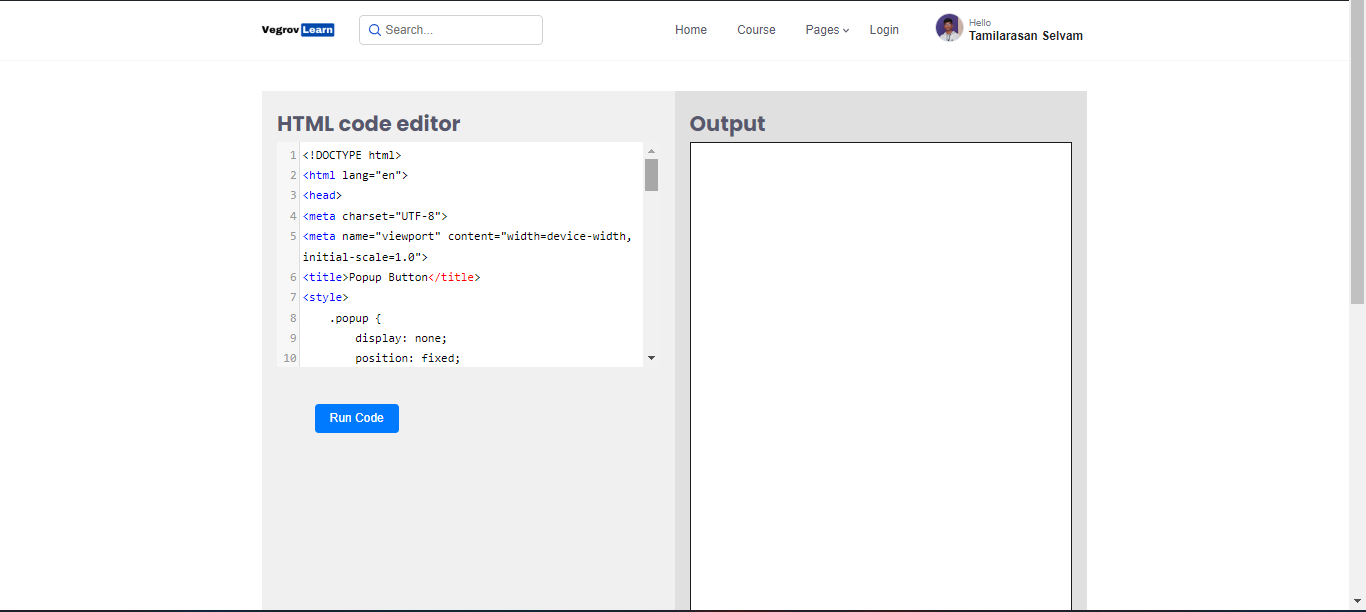 Vegrov Learn
Search...
Home
Course
Pages
Login
Hello
Tamilarasan Selvam
HTML code editor
1 <!DOCTYPE html>
2 <html lang="en">
3 <head>
4 <meta charset="UTF-8">
5 <meta name="viewport" content="width=device-width,
initial-scale=1.0">
6 <title>Popup Button</title>
7 <style>
8     .popup {
9         display: none;
10         position: fixed;
Run Code
Output